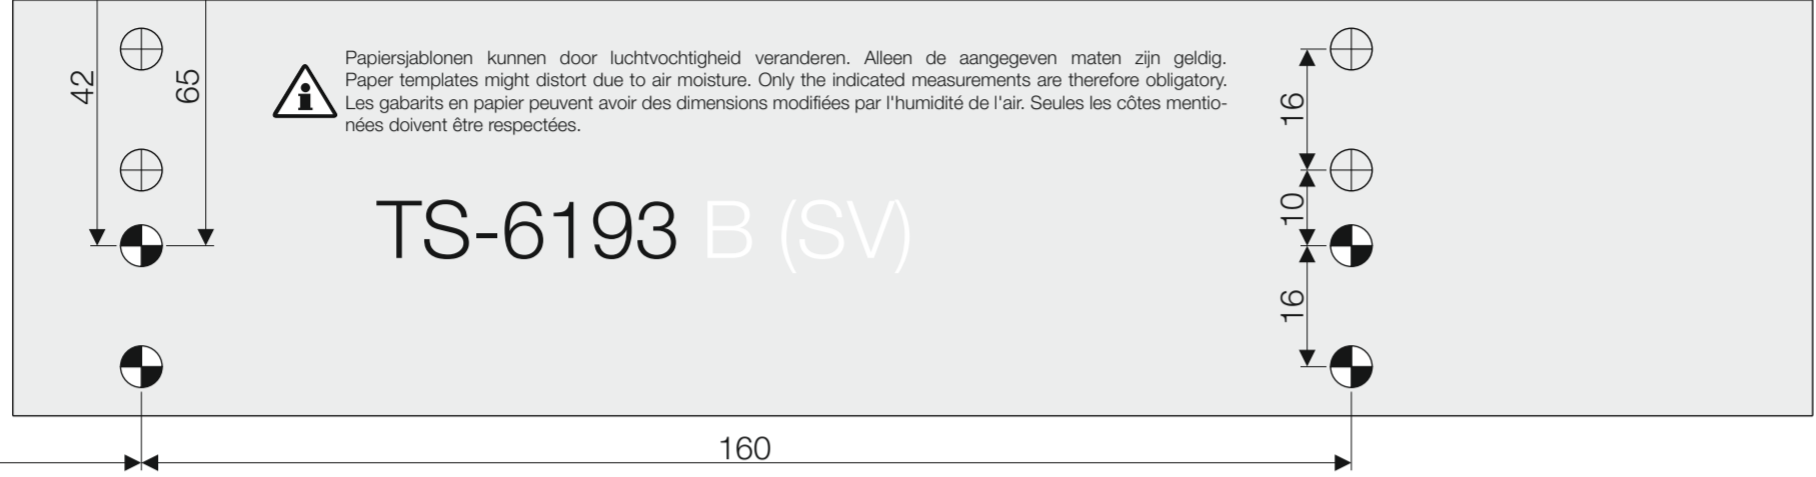 42
65
Papiersjablonen kunnen door luchtvochtigheid veranderen. Alleen de aangegeven maten zijn geldig.
Paper templates might distort due to air moisture. Only the indicated measurements are therefore obligatory.
Les gabarits en papier peuvent avoir des dimensions modifiées par l'humidité de l'air. Seules les côtes mentio-
nées doivent être respectées.
16
10
TS-6193 B (SV)
16
160